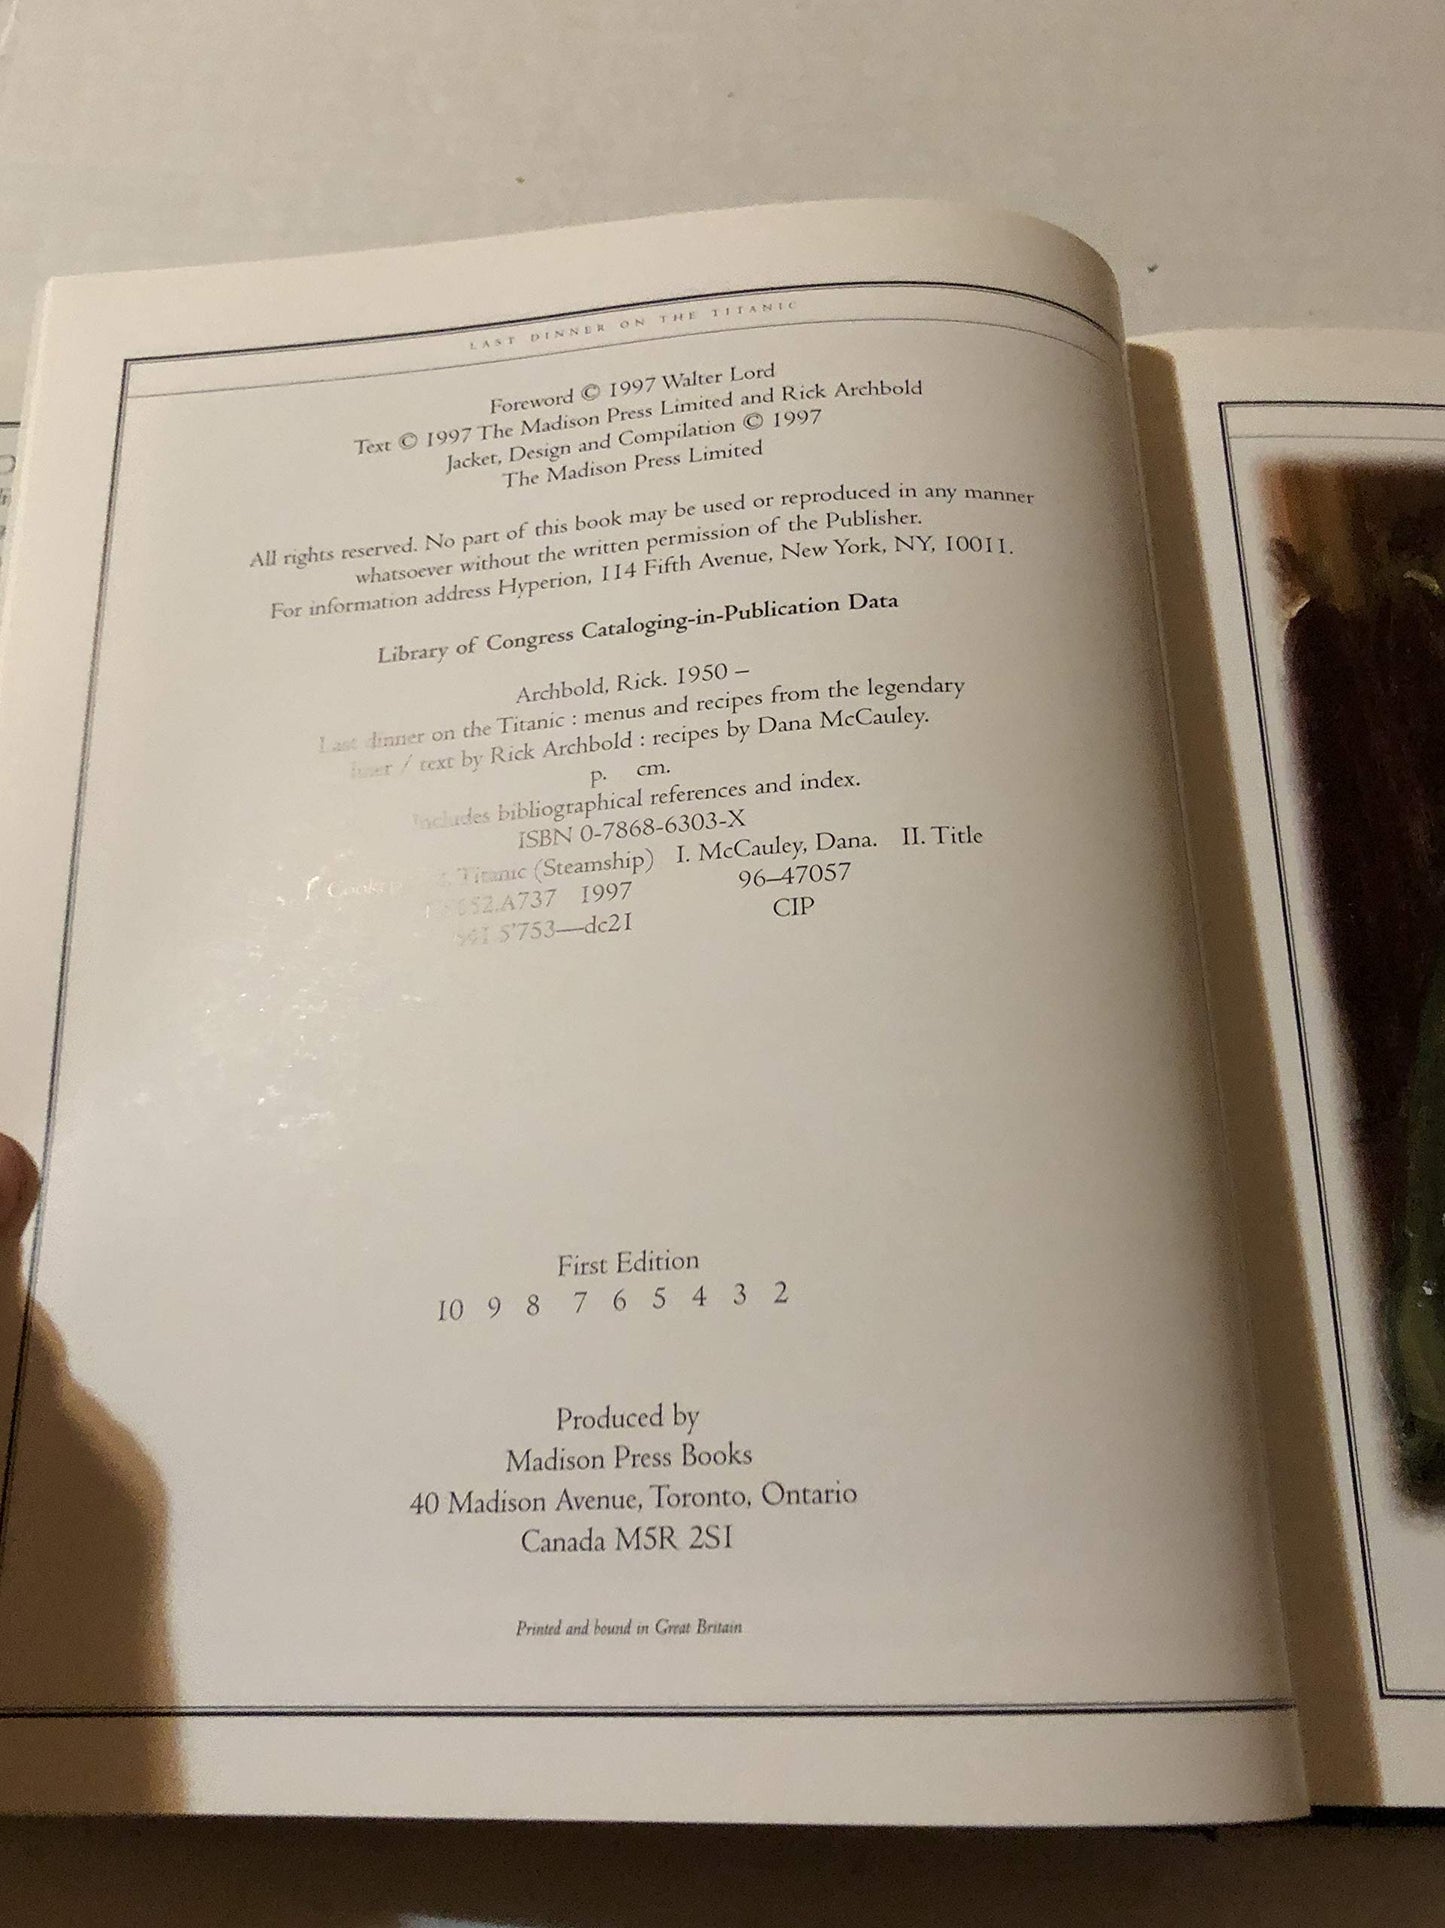 LAST DINNER ON THE TITANIC
Foreword © 1997 Walter Lord
Text © 1997 The Madison Press Limited and Rick Archbold
Jacket, Design and Compilation © 1997
The Madison Press Limited
All rights reserved. No part of this book may be used or reproduced in any manner
whatsoever without the written permission of the Publisher.
For information address Hyperion, 114 Fifth Avenue, New York, NY, 10011.
Library of Congress Cataloging-in-Publication Data
Archbold, Rick. 1950 –
Last dinner on the Titanic : menus and recipes from the legendary
liner / text by Rick Archbold : recipes by Dana McCauley.
p. cm.
Includes bibliographical references and index.
ISBN 0-7868-6303-X
Titanic (Steamship) I. McCauley, Dana. II. Title
1997 96–47057
5'753—dc21 CIP
First Edition
10 9 8 7 6 5 4 3 2
Produced by
Madison Press Books
40 Madison Avenue, Toronto, Ontario
Canada M5R 2S1
Printed and bound in Great Britain